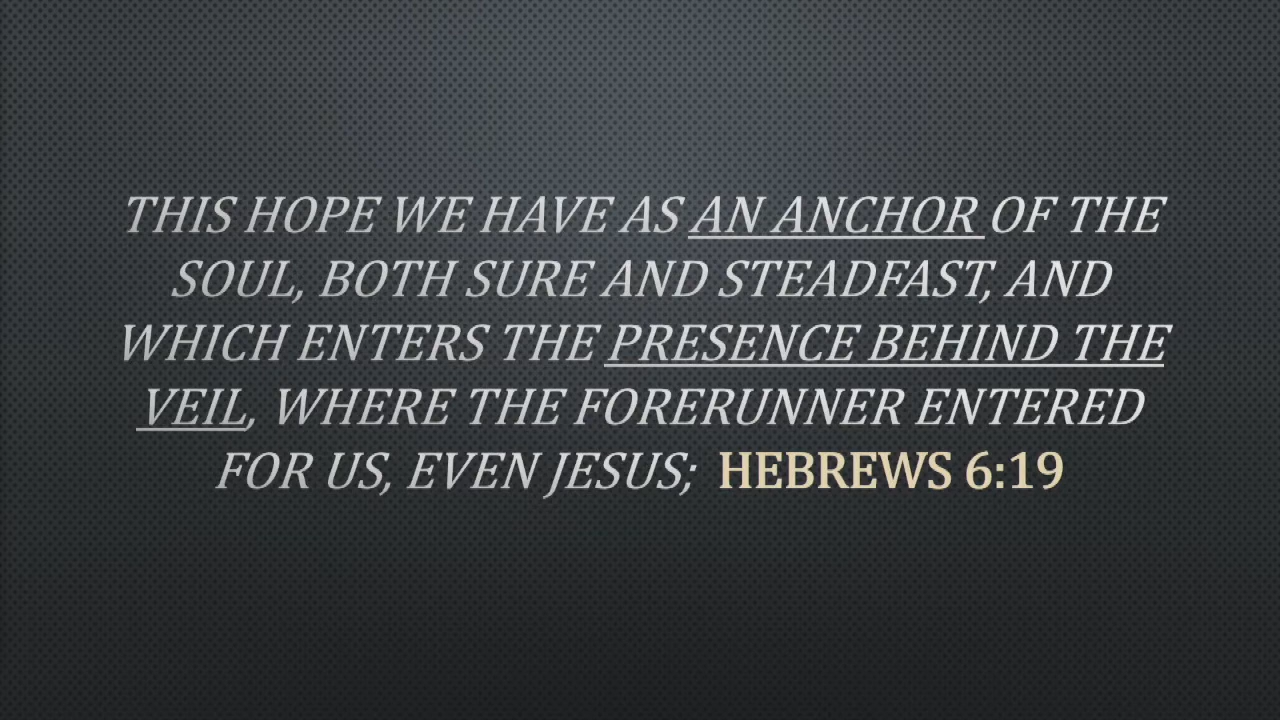 THIS HOPE WE HAVE AS AN ANCHOR OF THE
SOUL, BOTH SURE AND STEADFAST, AND
WHICH ENTERS THE PRESENCE BEHIND THE
VEIL, WHERE THE FORERUNNER ENTERED
FOR US, EVEN JESUS; HEBREWS 6:19